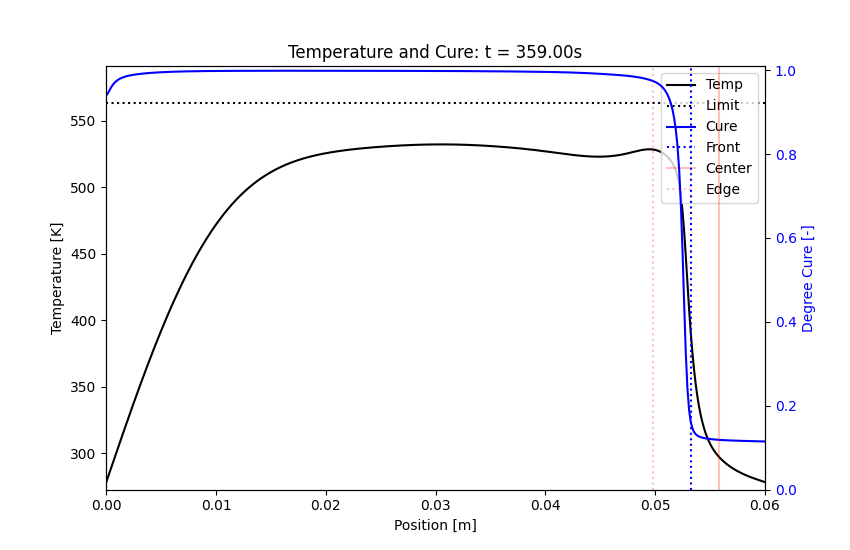 Temperature and Cure: t = 359.00s
Temperature [K]
550
500
450
400
350
300
Temp
Limit
Cure
Front
Center
Edge
1.0
0.8
0.6
0.4
0.2
0.0
Degree Cure [-]
0.00
0.01
0.02
0.03
0.04
0.05
0.06
Position [m]